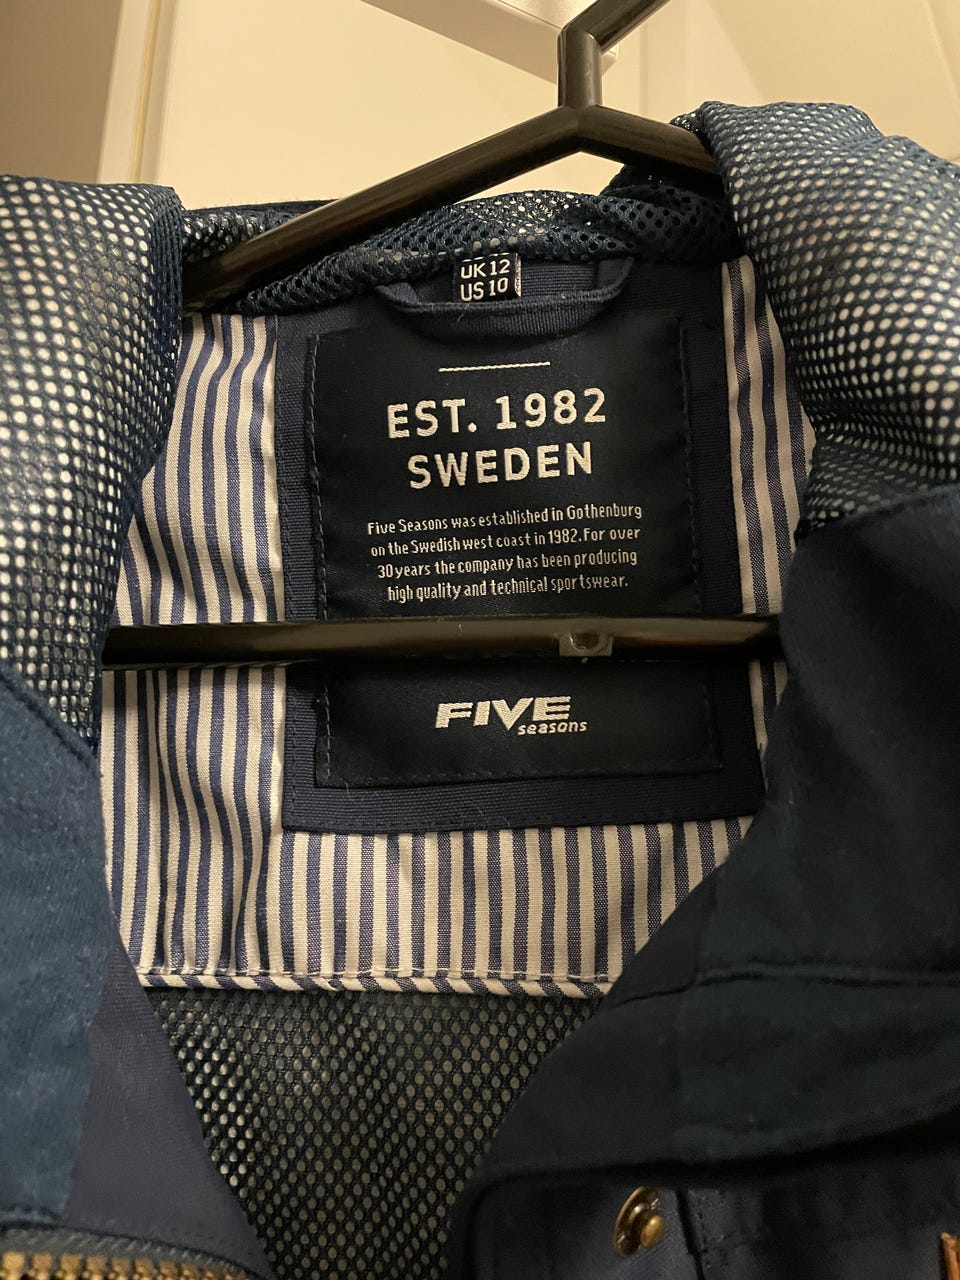 UK 12
US 10
EST. 1982
SWEDEN
Five Seasons was established in Gothenburg
on the Swedish west coast in 1982. For over
30 years the company has been producing
high quality and technical sportswear.
FIVE
seasons